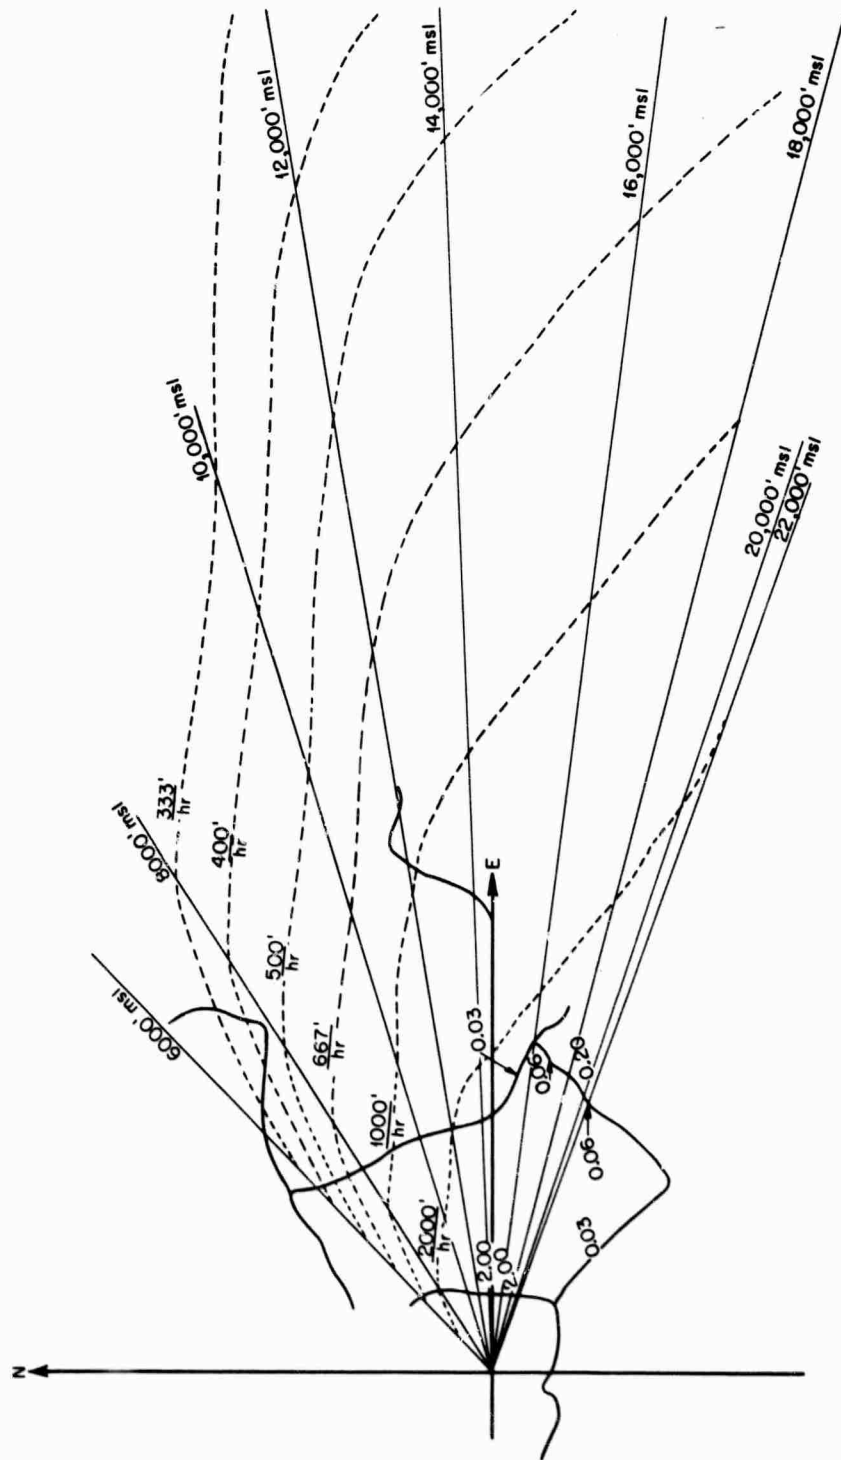 N
E
6000' msl
8000' msl
10,000' msl
12,000' msl
14,000' msl
16,000' msl
18,000' msl
20,000' msl
22,000' msl
333'
hr
400'
hr
500'
hr
667'
hr
1000'
hr
2000'
hr
0.03
0.06
0.20
0.06
0.03
2.00
2.00